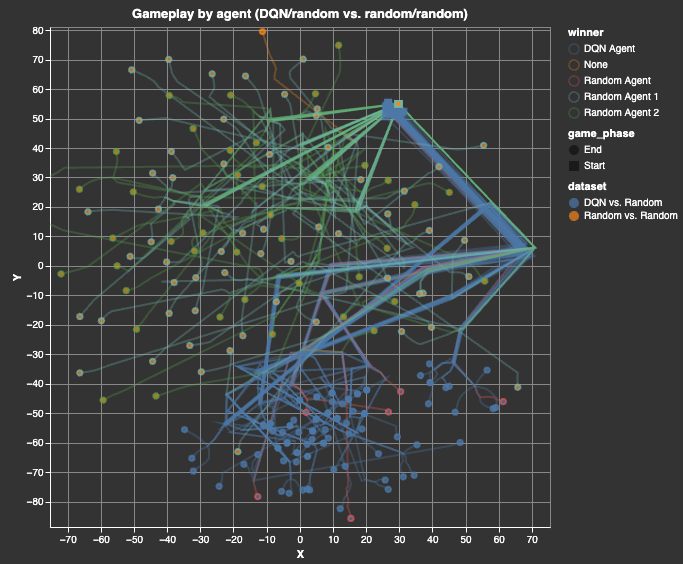 Gameplay by agent (DQN/random vs. random/random)
80
70
60
50
40
30
20
10
0
−10
−20
−30
−40
−50
−60
−70
−80
Y
−70 −60 −50 −40 −30 −20 −10 0 10 20 30 40 50 60 70
X
winner
DQN Agent
None
Random Agent
Random Agent 1
Random Agent 2
game_phase
End
Start
dataset
DQN vs. Random
Random vs. Random